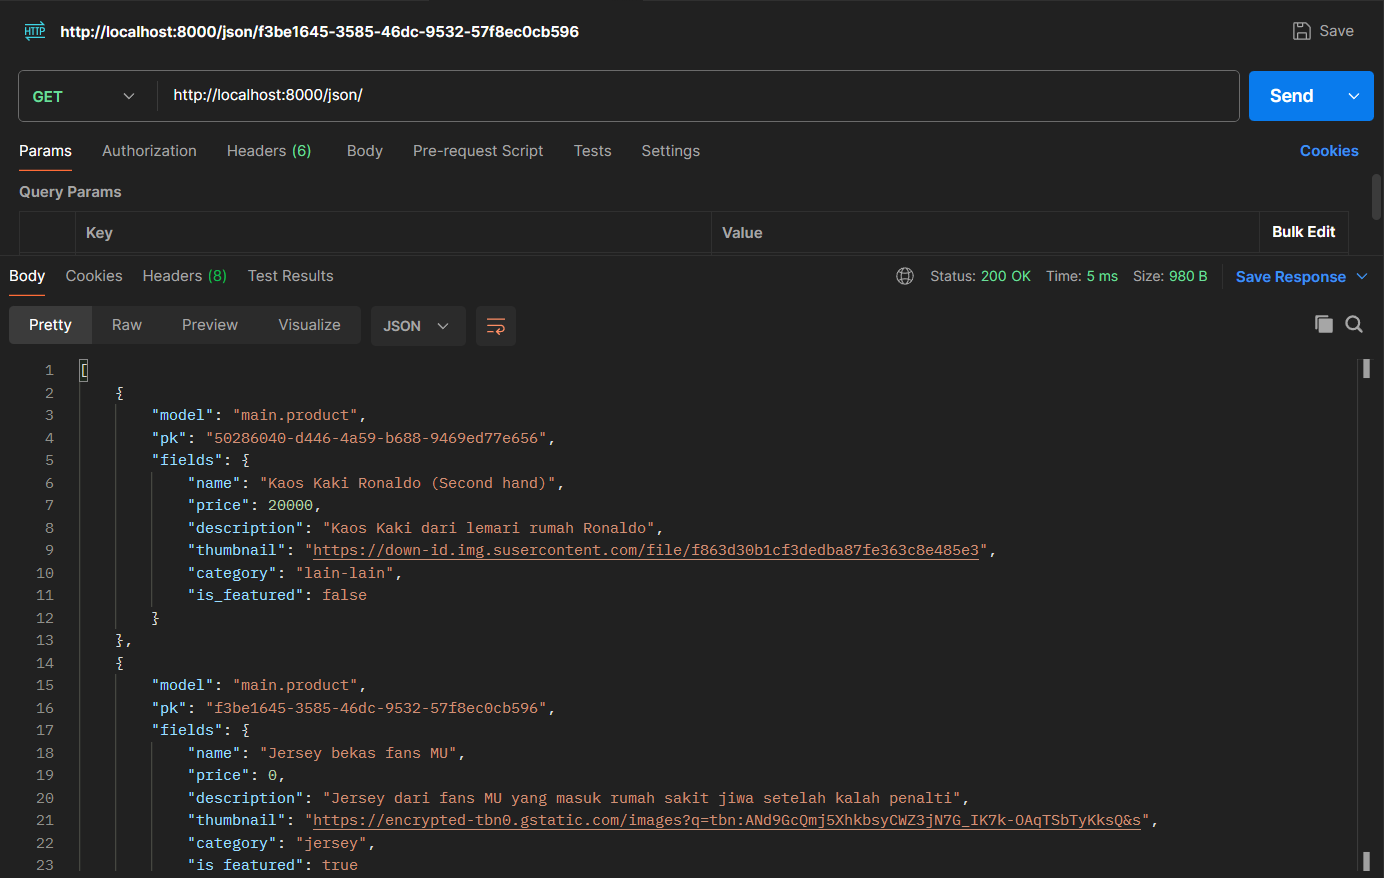 HTTP http://localhost:8000/json/f3be1645-3585-46dc-9532-57f8ec0cb596 Save
GET http://localhost:8000/json/ Send
Params Authorization Headers (6) Body Pre-request Script Tests Settings Cookies
Query Params
Key Value Bulk Edit
Body Cookies Headers (8) Test Results Status: 200 OK Time: 5 ms Size: 980 B Save Response
Pretty Raw Preview Visualize JSON
1 [
2 {
3 "model": "main.product",
4 "pk": "50286040-d446-4a59-b688-9469ed77e656",
5 "fields": {
6 "name": "Kaos Kaki Ronaldo (Second hand)",
7 "price": 20000,
8 "description": "Kaos Kaki dari lemari rumah Ronaldo",
9 "thumbnail": "https://down-id.img.susercontent.com/file/f863d30b1cf3dedba87fe363c8e485e3",
10 "category": "lain-lain",
11 "is_featured": false
12 }
13 },
14 {
15 "model": "main.product",
16 "pk": "f3be1645-3585-46dc-9532-57f8ec0cb596",
17 "fields": {
18 "name": "Jersey bekas fans MU",
19 "price": 0,
20 "description": "Jersey dari fans MU yang masuk rumah sakit jiwa setelah kalah penalti",
21 "thumbnail": "https://encrypted-tbn0.gstatic.com/images?q=tbn:ANd9GcQmj5XhkbsyCWZ3jN7G_IK7k-OAqTSbTyKksQ&s",
22 "category": "jersey",
23 "is_featured": true